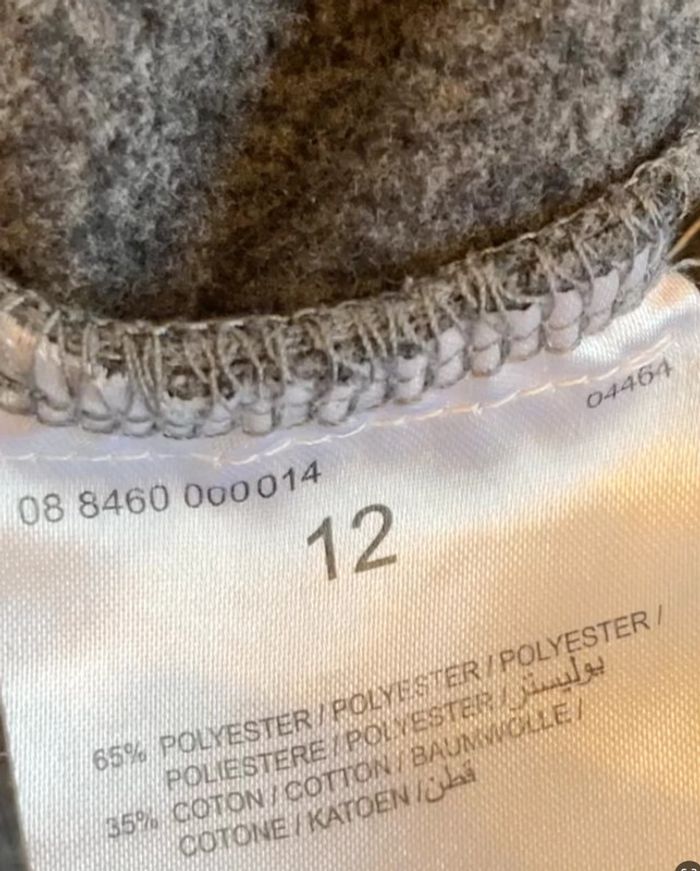 04464
08 8460 000014
12
65% POLYESTER / POLYESTER / POLYESTER /
POLIESTERE / POLYESTER / بوليستر
35% COTON / COTTON / BAUMWOLLE /
COTONE / KATOEN / قطن